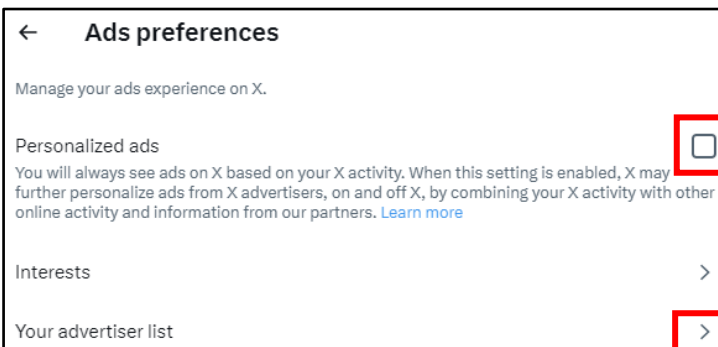 Ads preferences
Manage your ads experience on X.
Personalized ads
You will always see ads on X based on your X activity. When this setting is enabled, X may
further personalize ads from X advertisers, on and off X, by combining your X activity with other
online activity and information from our partners. Learn more
Interests
Your advertiser list